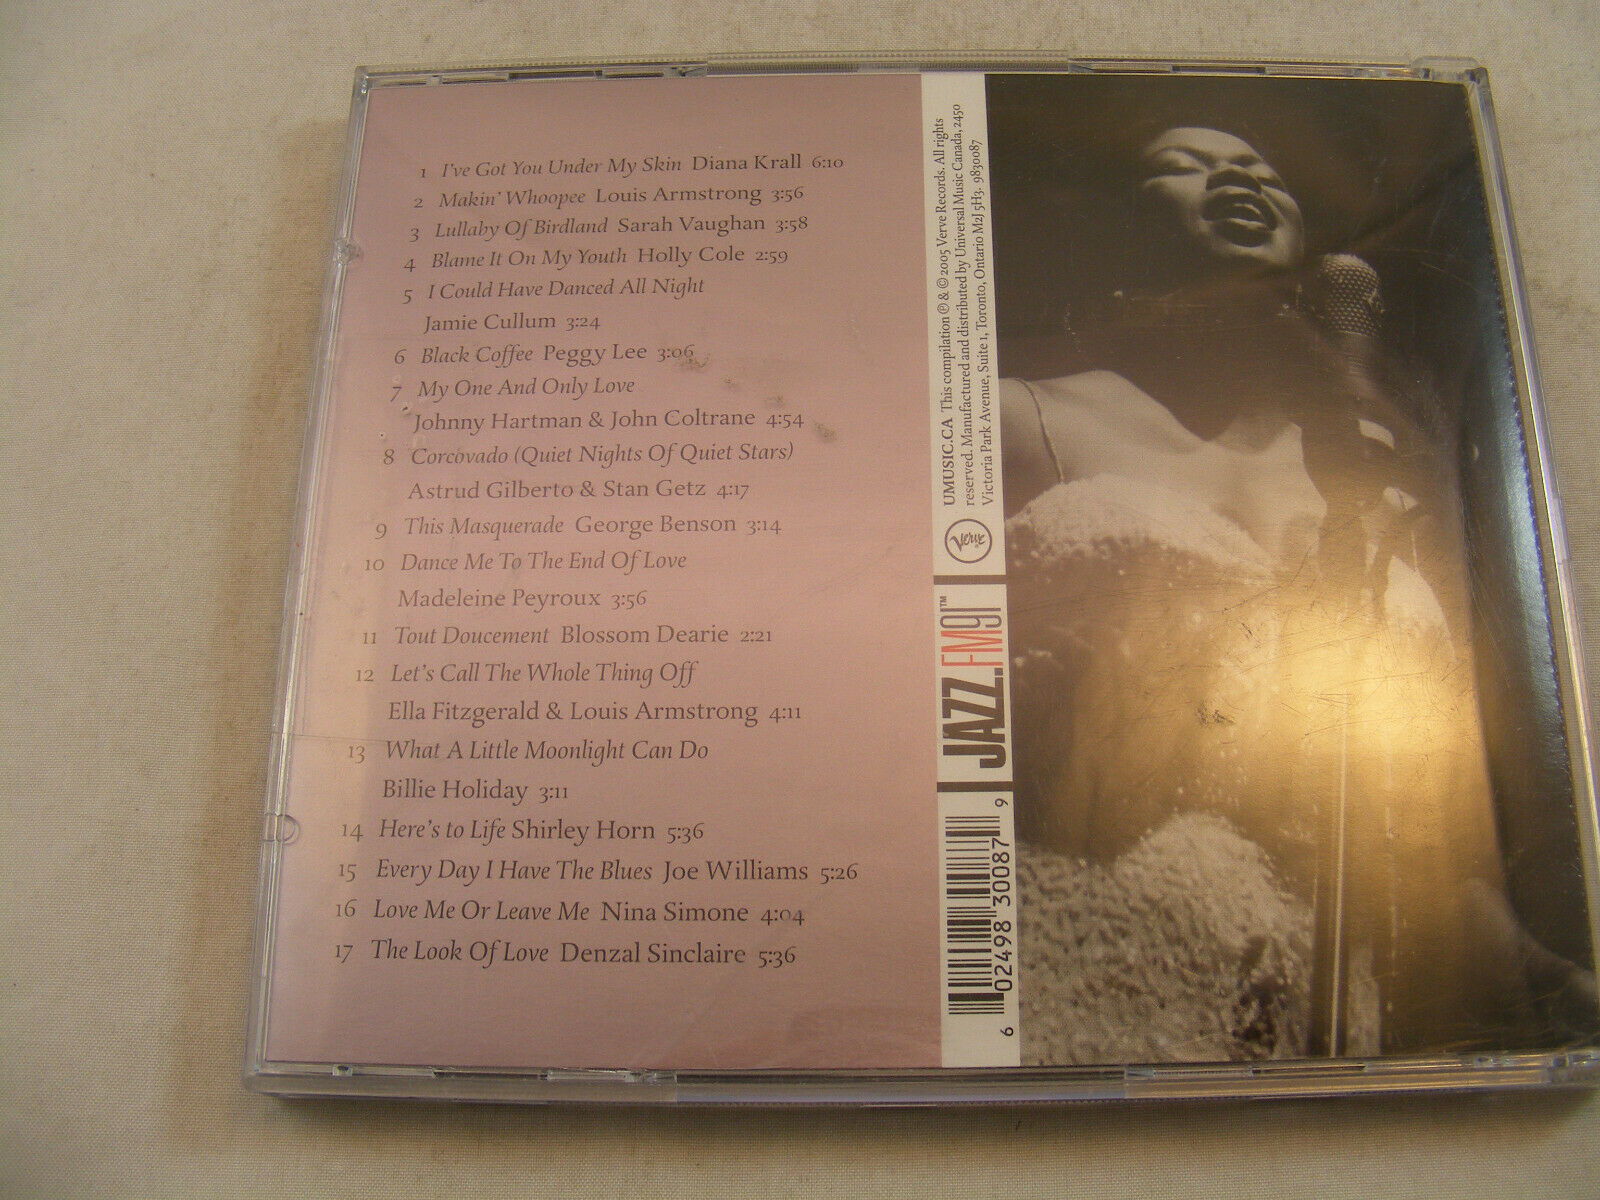 1 I've Got You Under My Skin Diana Krall 6:10
2 Makin' Whoopee Louis Armstrong 3:56
3 Lullaby Of Birdland Sarah Vaughan 3:58
4 Blame It On My Youth Holly Cole 2:59
5 I Could Have Danced All Night
Jamie Cullum 3:24
6 Black Coffee Peggy Lee 3:06
7 My One And Only Love
Johnny Hartman & John Coltrane 4:54
8 Corcovado (Quiet Nights Of Quiet Stars)
Astrud Gilberto & Stan Getz 4:17
9 This Masquerade George Benson 3:14
10 Dance Me To The End Of Love
Madeleine Peyroux 3:56
11 Tout Doucement Blossom Dearie 2:21
12 Let's Call The Whole Thing Off
Ella Fitzgerald & Louis Armstrong 4:11
13 What A Little Moonlight Can Do
Billie Holiday 3:11
14 Here's to Life Shirley Horn 5:36
15 Every Day I Have The Blues Joe Williams 5:26
16 Love Me Or Leave Me Nina Simone 4:04
17 The Look Of Love Denzal Sinclaire 5:36
UMUSIC.CA This compilation ℗ & © 2005 Verve Records. All rights
reserved. Manufactured and distributed by Universal Music Canada, 2450
Victoria Park Avenue, Suite 1, Toronto, Ontario M2J 5H3. 9830087
Verve
JAZZ.FM91™
6 02498 30087 9